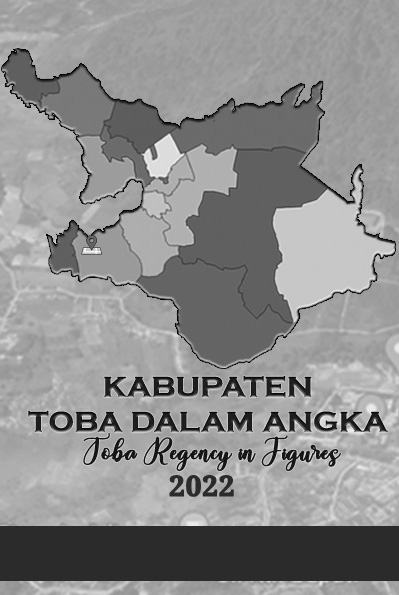 KABUPATEN
TOBA DALAM ANGKA
Toba Regency in Figures
2022